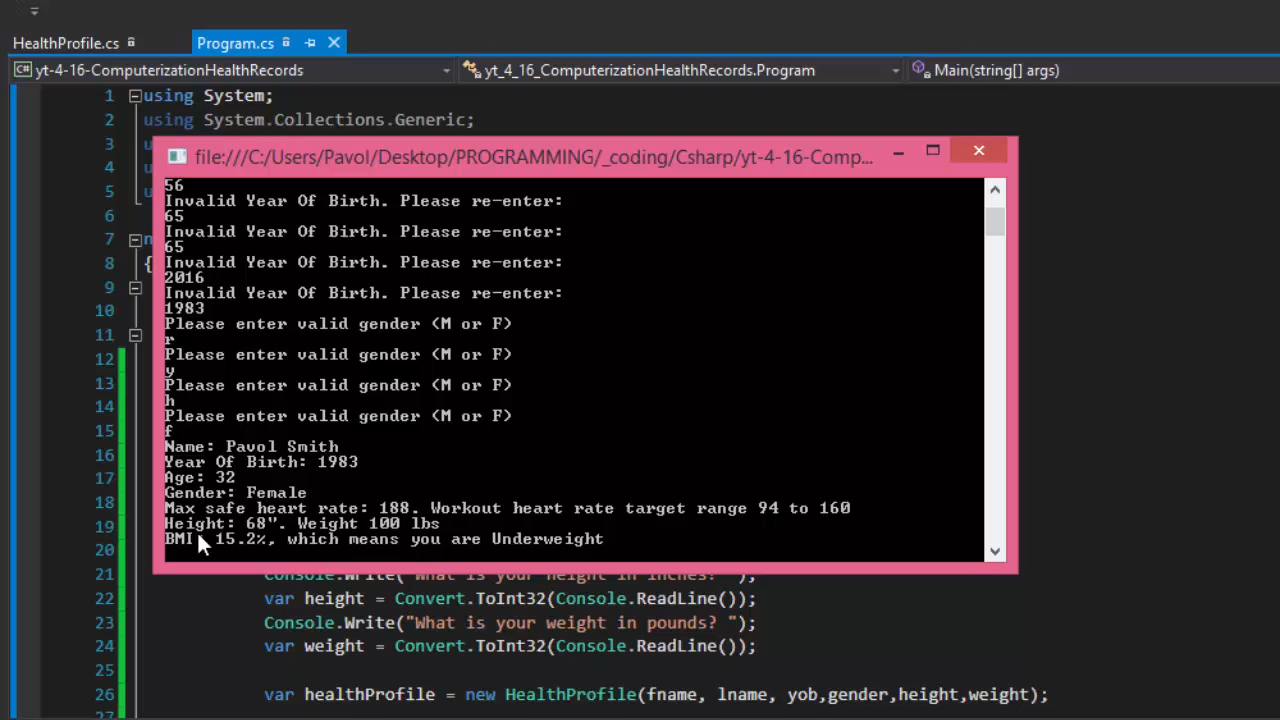 HealthProfile.cs
Program.cs
yt-4-16-ComputerizationHealthRecords
yt_4_16_ComputerizationHealthRecords.Program
Main(string[] args)
1 using System;
2 using System.Collections.Generic;
3
4
5
6
7
8 {
9
10
11
12
13
14
15
16
17
18
19
20
file:///C:/Users/Pavol/Desktop/PROGRAMMING/_coding/Csharp/yt-4-16-Comp...
56
Invalid Year Of Birth. Please re-enter:
65
Invalid Year Of Birth. Please re-enter:
65
Invalid Year Of Birth. Please re-enter:
2016
Invalid Year Of Birth. Please re-enter:
1983
Please enter valid gender (M or F)
r
Please enter valid gender (M or F)
y
Please enter valid gender (M or F)
h
Please enter valid gender (M or F)
f
Name: Pavol Smith
Year Of Birth: 1983
Age: 32
Gender: Female
Max safe heart rate: 188. Workout heart rate target range 94 to 160
Height: 68". Weight 100 lbs
BMI 15.2%, which means you are Underweight
21 Console.Write("What is your height in inches? ");
22 var height = Convert.ToInt32(Console.ReadLine());
23 Console.Write("What is your weight in pounds? ");
24 var weight = Convert.ToInt32(Console.ReadLine());
25
26 var healthProfile = new HealthProfile(fname, lname, yob,gender,height,weight);
27